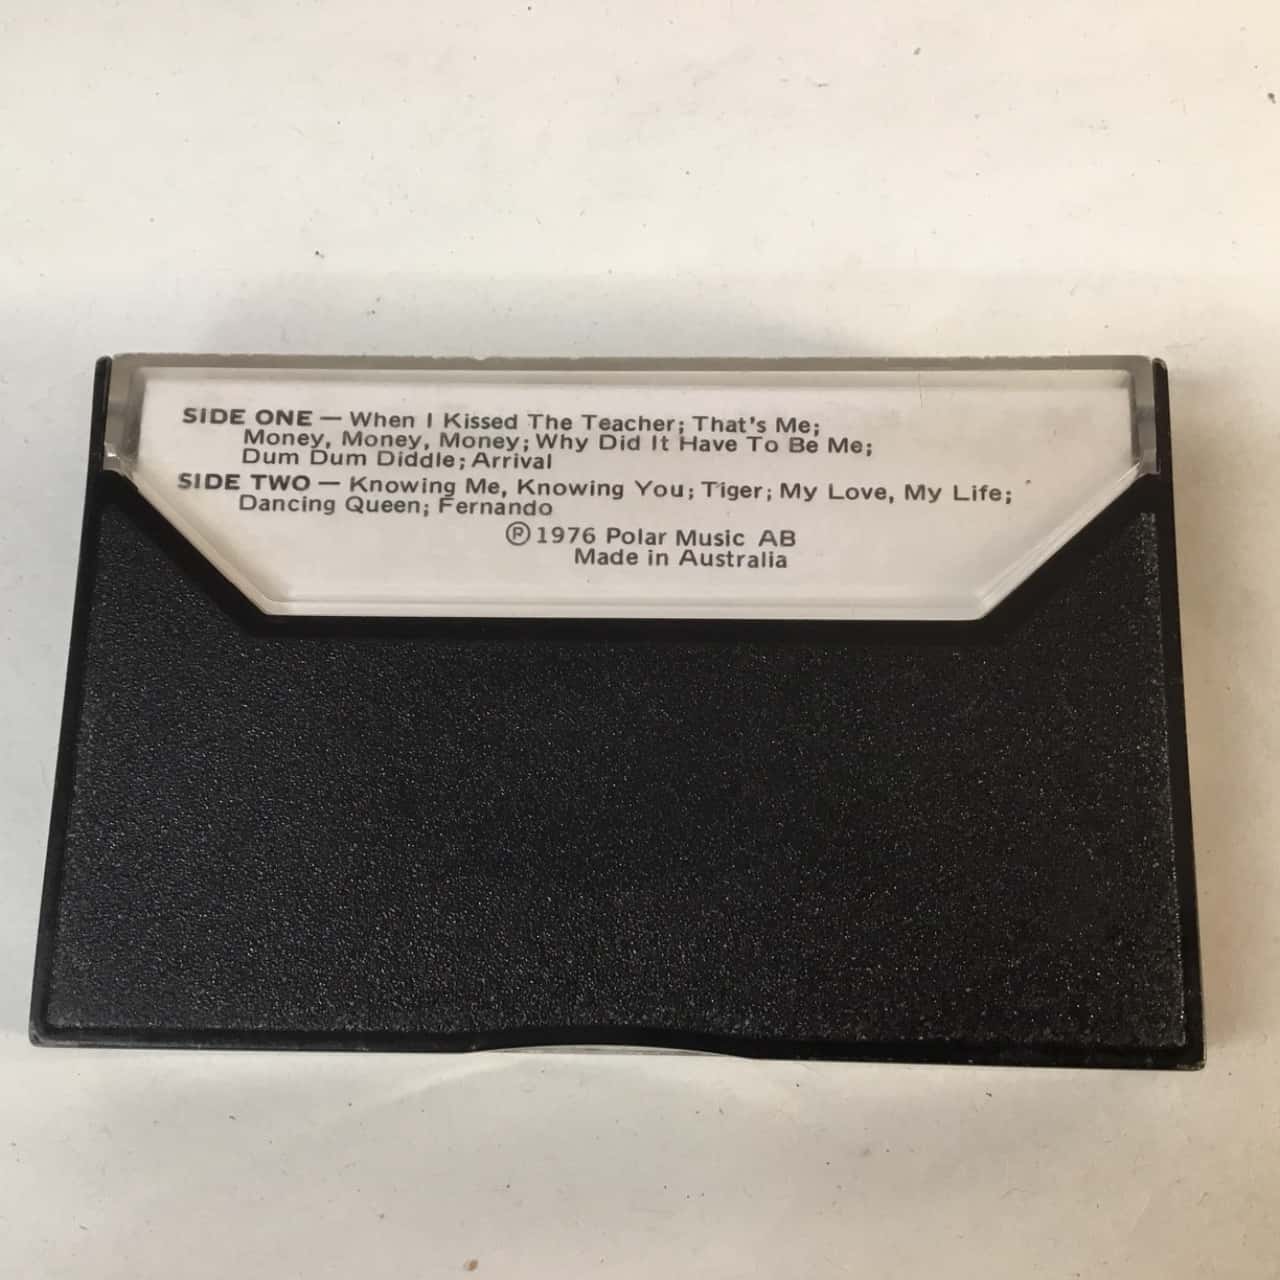 SIDE ONE — When I Kissed The Teacher; That's Me;
Money, Money, Money; Why Did It Have To Be Me;
Dum Dum Diddle; Arrival
SIDE TWO — Knowing Me, Knowing You; Tiger; My Love, My Life;
Dancing Queen; Fernando
Ⓟ 1976 Polar Music AB
Made in Australia